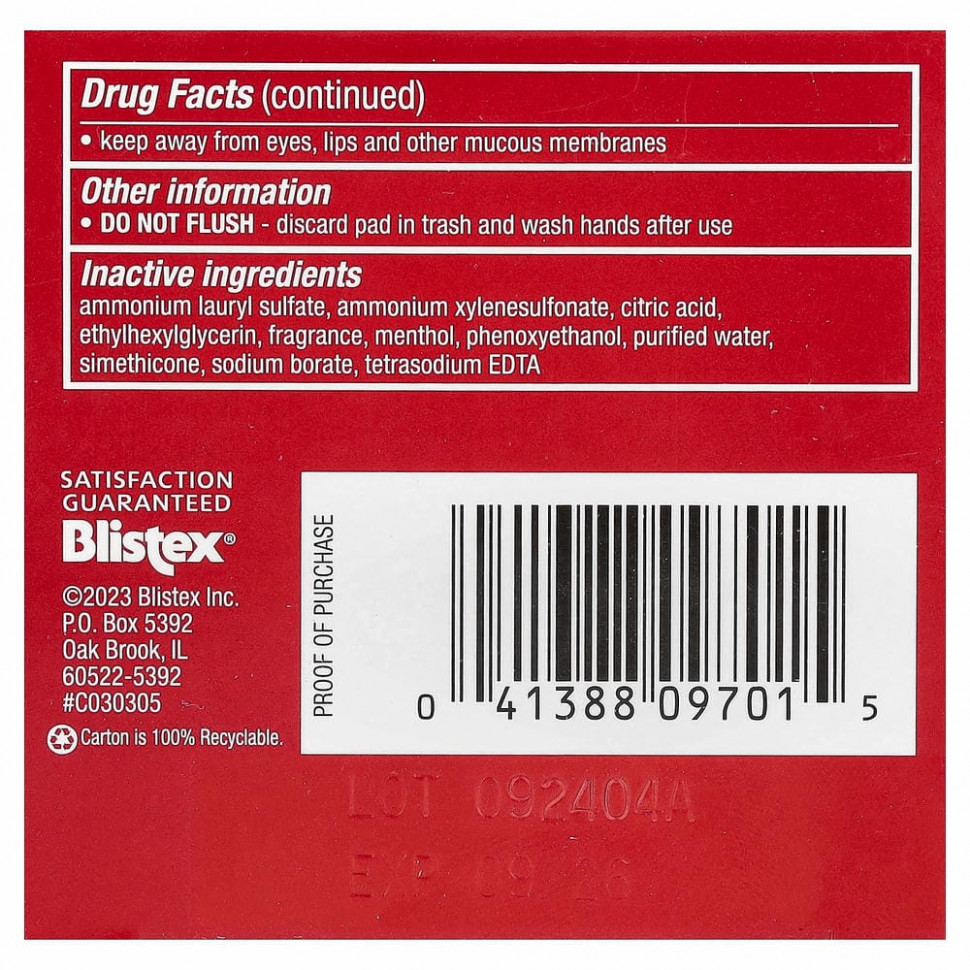 Drug Facts (continued)
• keep away from eyes, lips and other mucous membranes
Other information
• DO NOT FLUSH - discard pad in trash and wash hands after use
Inactive ingredients
ammonium lauryl sulfate, ammonium xylenesulfonate, citric acid,
ethylhexylglycerin, fragrance, menthol, phenoxyethanol, purified water,
simethicone, sodium borate, tetrasodium EDTA
SATISFACTION
GUARANTEED
Blistex®
©2023 Blistex Inc.
P.O. Box 5392
Oak Brook, IL
60522-5392
#C030305
Carton is 100% Recyclable.
PROOF OF PURCHASE
0 41388 09701 5
LOT 092404A
EXP 09 26